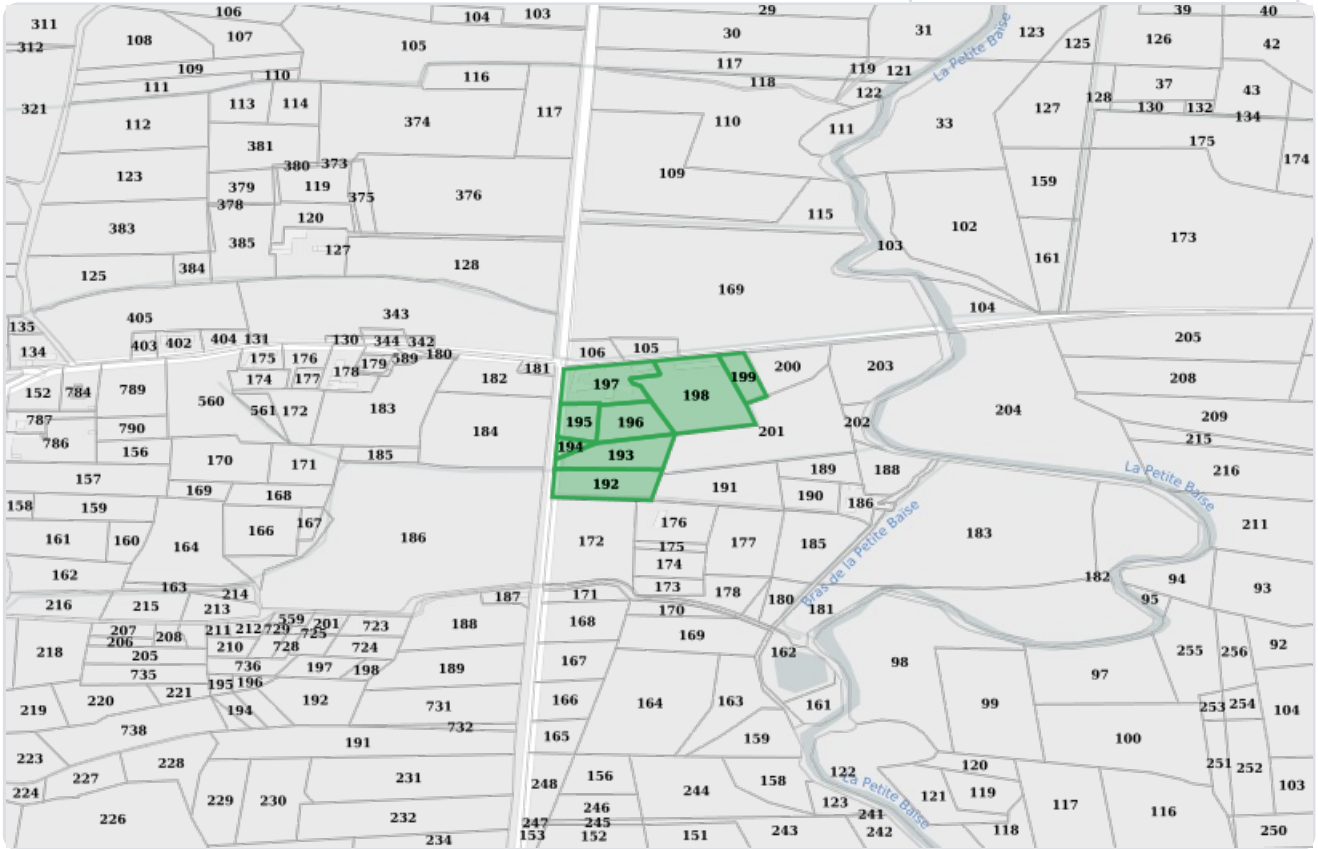 106 104 103 29 39 40
311 108 107 105 30 31 123 125 126 42
312
109 110 116 117 118 119 121 37 43
111 122 128
321 113 114 374 117 110 111 33 127 130 132 134
112 175
381 174
123 380 373 109 159
379 119 375 376
378
383 385 120 115 102 173
127 103 161
125 384 128 169
104
405 343
135 403 402 404 131 130 344 342 106 105 205
134 175 176 179 589 180 181 200 203
152 784 789 174 177 178 182 197 198 199 208
560 561 172 183 195 196 202 204 209
787 790 184 201 215
786 156 194 193
170 171 185 189 188 216
157 192 191
169 168 190 186
158 159 166 167 176 211
161 160 164 186 172 175 177 185 183
162 174 182 94 93
163 173 178
216 215 213 214 187 171 170 180 181 95
207 208 211 212 729 559 201 725 723 188 168 169
206 210 728 724 162 255 256 92
218 205 736 197 198 189 167 98 97
735 195 196
220 221 194 192 731 166 164 163 161 99 253 254 104
219
738 732 165 159 100
191
223 228 231 156 158 122 120 251 252 103
227 248 244
224 229 230 246 123 121 119 117 116
226 232 247 245 241
234 153 152 151 243 242 118 250
La Petite Baïse
La Petite Baïse
Bras de la Petite Baïse
La Petite Baïse